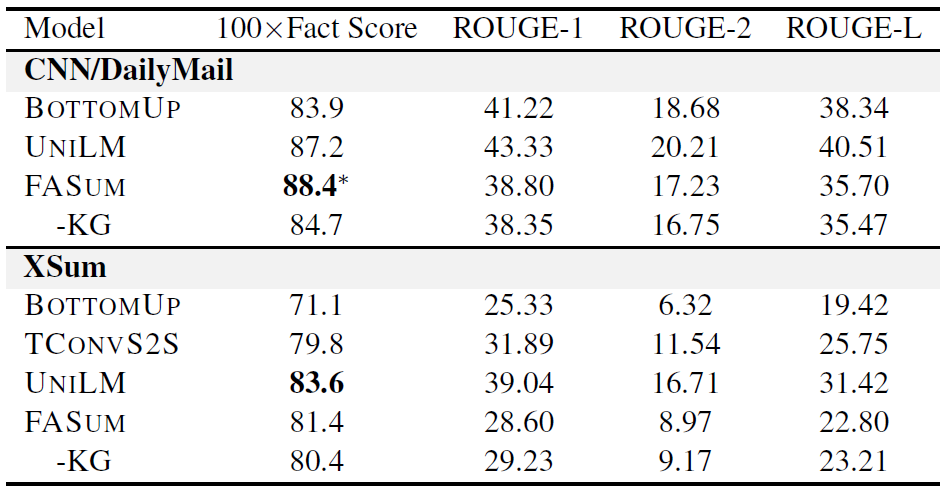 Model 100×Fact Score ROUGE-1 ROUGE-2 ROUGE-L
CNN/DailyMail
BOTTOMUP 83.9 41.22 18.68 38.34
UNILM 87.2 43.33 20.21 40.51
FASUM 88.4* 38.80 17.23 35.70
-KG 84.7 38.35 16.75 35.47
XSum
BOTTOMUP 71.1 25.33 6.32 19.42
TCONVS2S 79.8 31.89 11.54 25.75
UNILM 83.6 39.04 16.71 31.42
FASUM 81.4 28.60 8.97 22.80
-KG 80.4 29.23 9.17 23.21